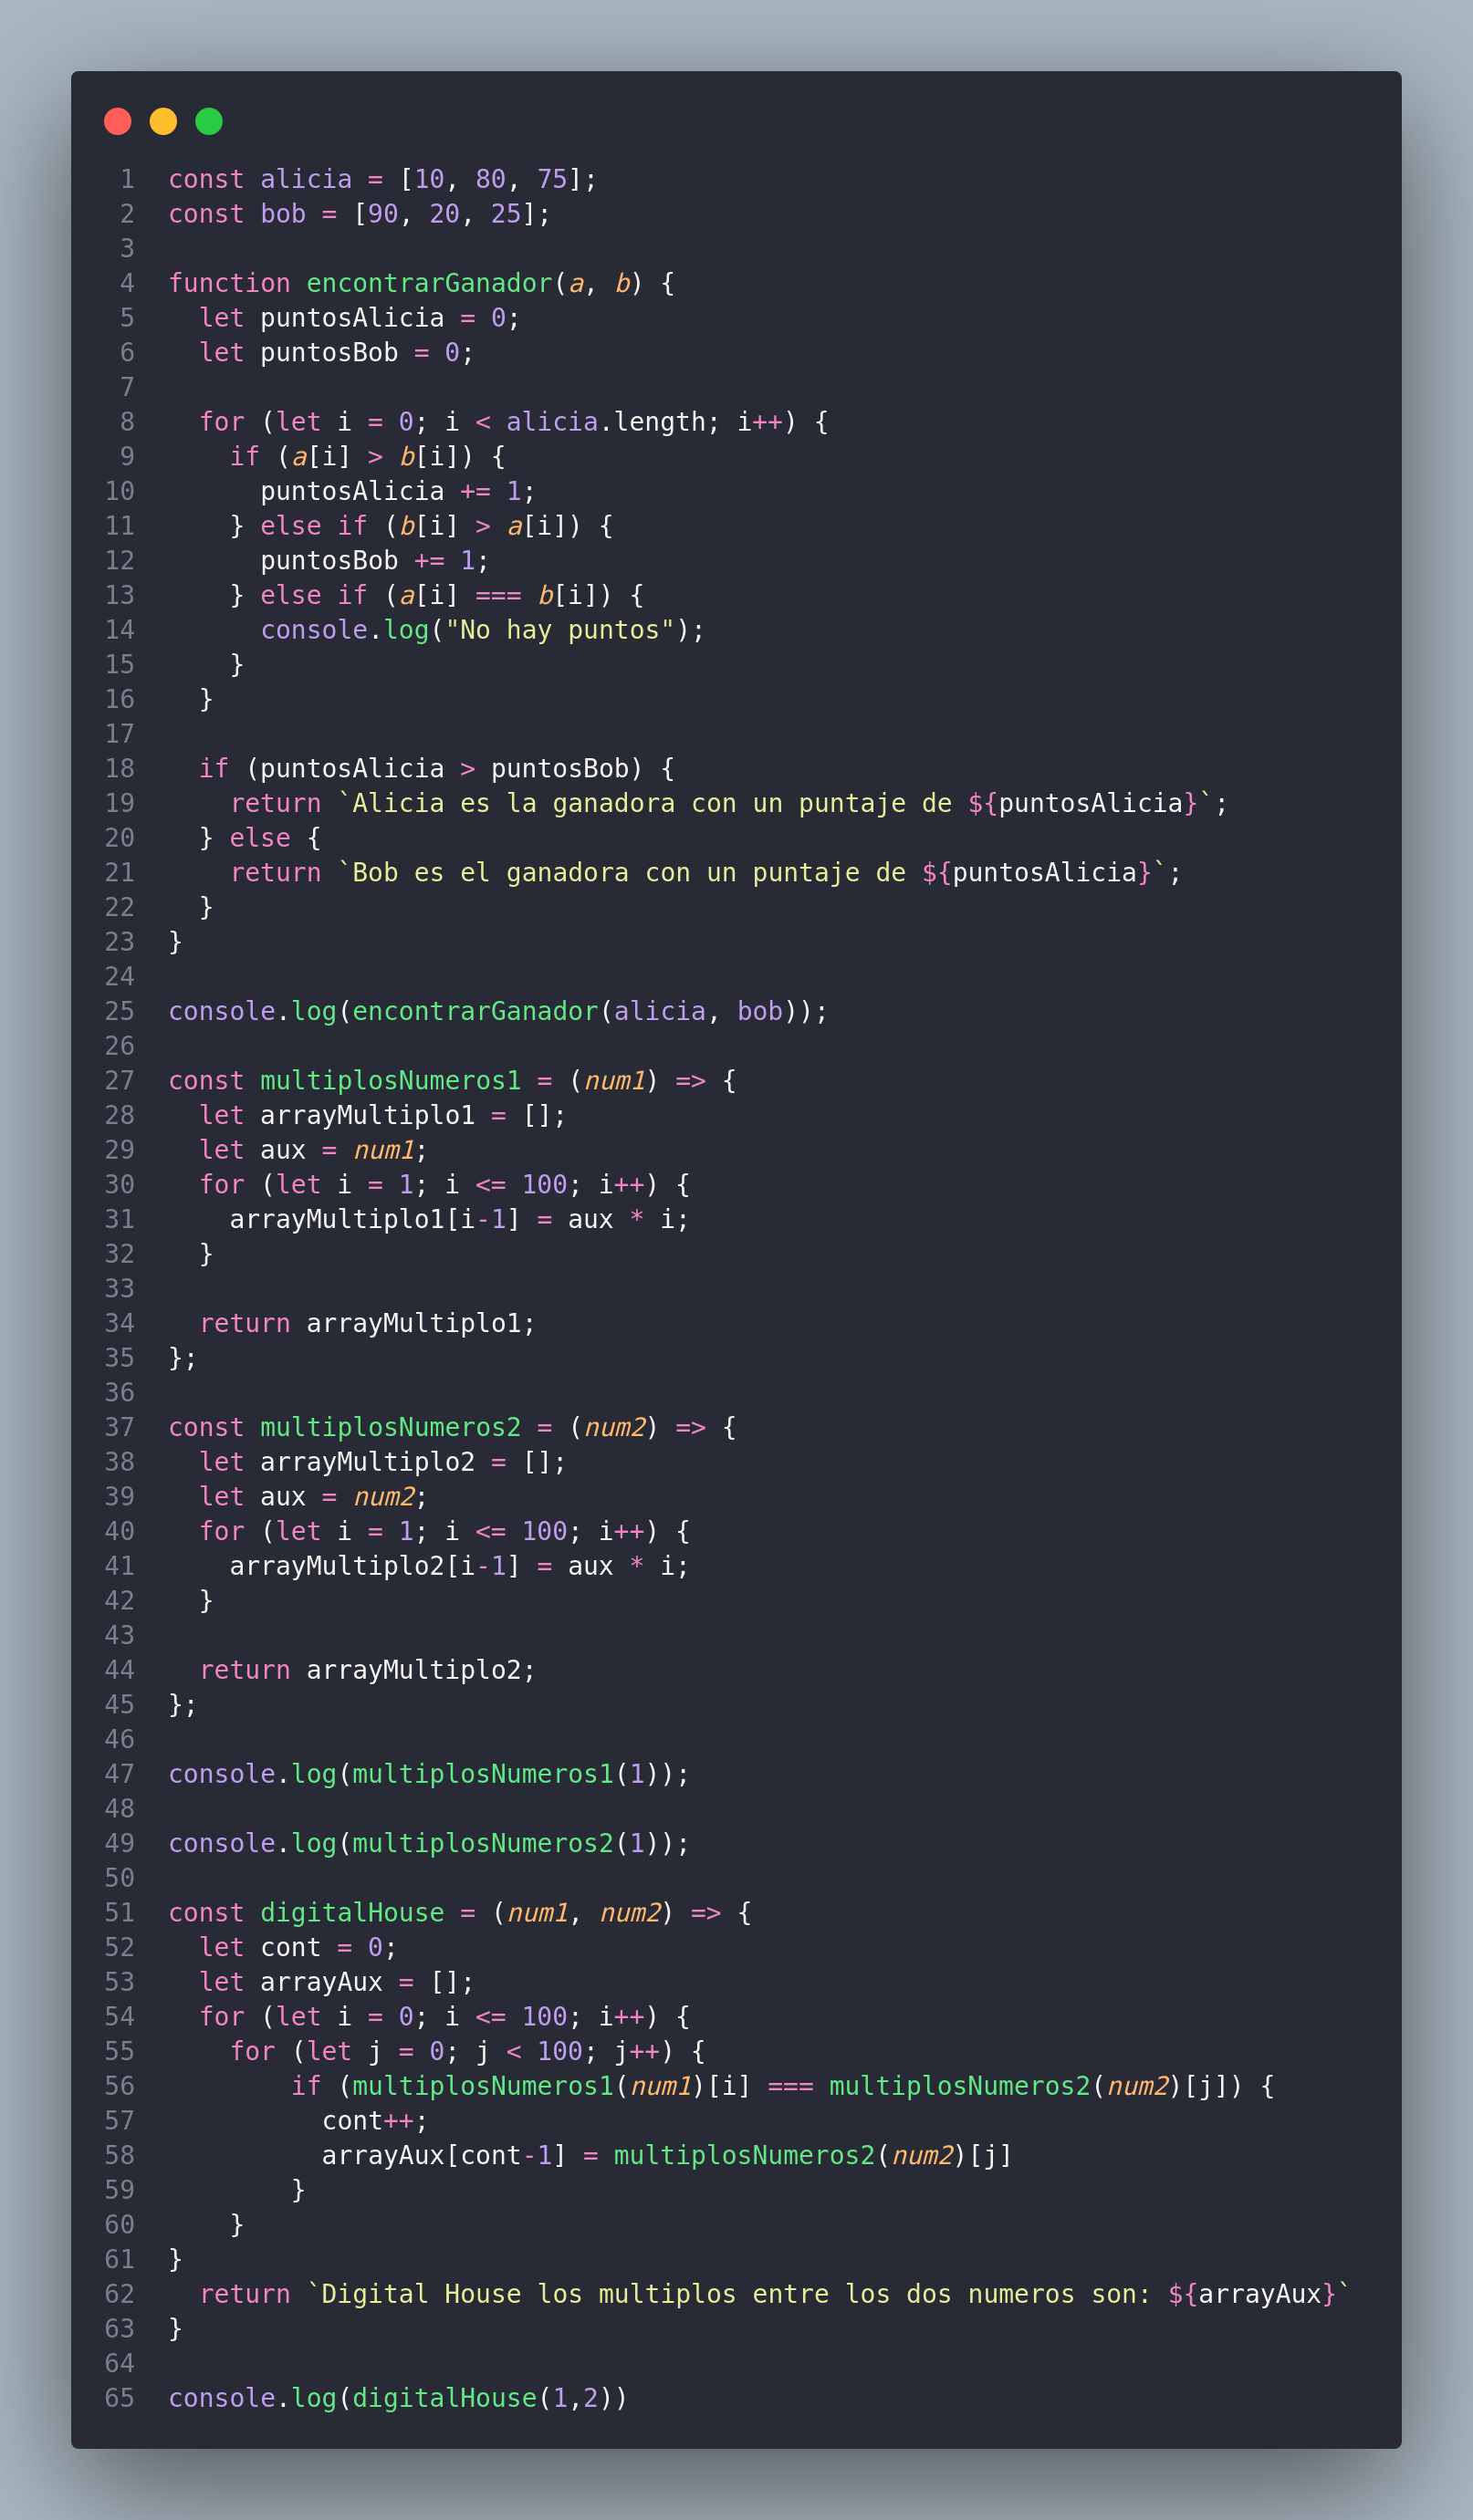 1 const alicia = [10, 80, 75];
2 const bob = [90, 20, 25];
3
4 function encontrarGanador(a, b) {
5   let puntosAlicia = 0;
6   let puntosBob = 0;
7
8   for (let i = 0; i < alicia.length; i++) {
9     if (a[i] > b[i]) {
10       puntosAlicia += 1;
11     } else if (b[i] > a[i]) {
12       puntosBob += 1;
13     } else if (a[i] === b[i]) {
14       console.log("No hay puntos");
15     }
16   }
17
18   if (puntosAlicia > puntosBob) {
19     return `Alicia es la ganadora con un puntaje de ${puntosAlicia}`;
20   } else {
21     return `Bob es el ganadora con un puntaje de ${puntosAlicia}`;
22   }
23 }
24
25 console.log(encontrarGanador(alicia, bob));
26
27 const multiplosNumeros1 = (num1) => {
28   let arrayMultiplo1 = [];
29   let aux = num1;
30   for (let i = 1; i <= 100; i++) {
31     arrayMultiplo1[i-1] = aux * i;
32   }
33
34   return arrayMultiplo1;
35 };
36
37 const multiplosNumeros2 = (num2) => {
38   let arrayMultiplo2 = [];
39   let aux = num2;
40   for (let i = 1; i <= 100; i++) {
41     arrayMultiplo2[i-1] = aux * i;
42   }
43
44   return arrayMultiplo2;
45 };
46
47 console.log(multiplosNumeros1(1));
48
49 console.log(multiplosNumeros2(1));
50
51 const digitalHouse = (num1, num2) => {
52   let cont = 0;
53   let arrayAux = [];
54   for (let i = 0; i <= 100; i++) {
55     for (let j = 0; j < 100; j++) {
56         if (multiplosNumeros1(num1)[i] === multiplosNumeros2(num2)[j]) {
57           cont++;
58           arrayAux[cont-1] = multiplosNumeros2(num2)[j]
59         }
60     }
61 }
62   return `Digital House los multiplos entre los dos numeros son: ${arrayAux}`
63 }
64
65 console.log(digitalHouse(1,2))